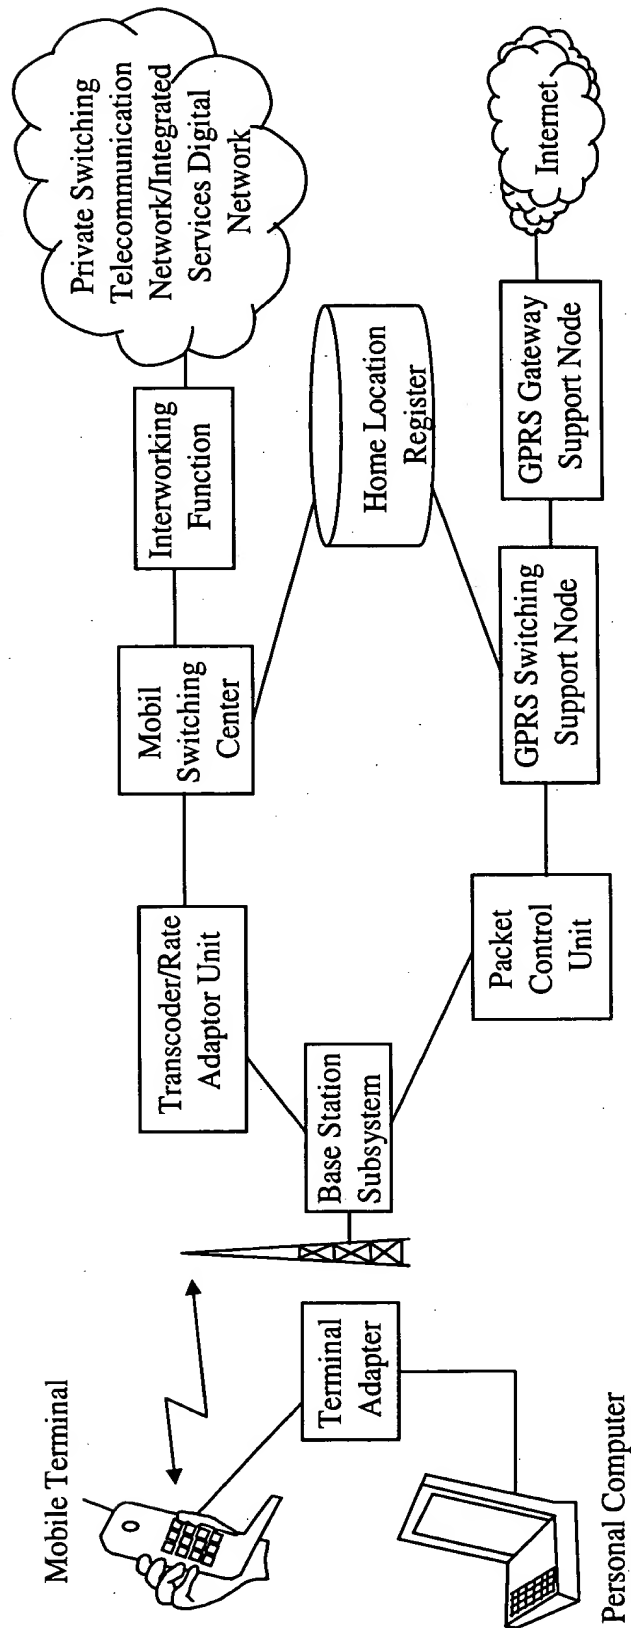 Mobile Terminal
Personal Computer
Terminal
Adapter
Base Station
Subsystem
Transcoder/Rate
Adaptor Unit
Packet
Control
Unit
Mobil
Switching
Center
GPRS Switching
Support Node
Home Location
Register
Interworking
Function
GPRS Gateway
Support Node
Private Switching
Telecommunication
Network/Integrated
Services Digital
Network
Internet